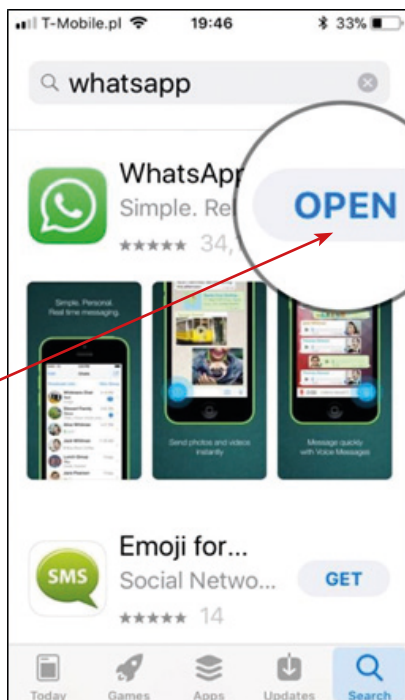 T-Mobile.pl 19:46 33%
whatsapp
WhatsApp
Simple. Re
OPEN
34,
Simple. Personal.
Real time messaging.
Send photos and videos
instantly
Message quickly
with Voice Messages
Emoji for...
SMS
Social Netwo...
GET
14
Today Games Apps Updates Search